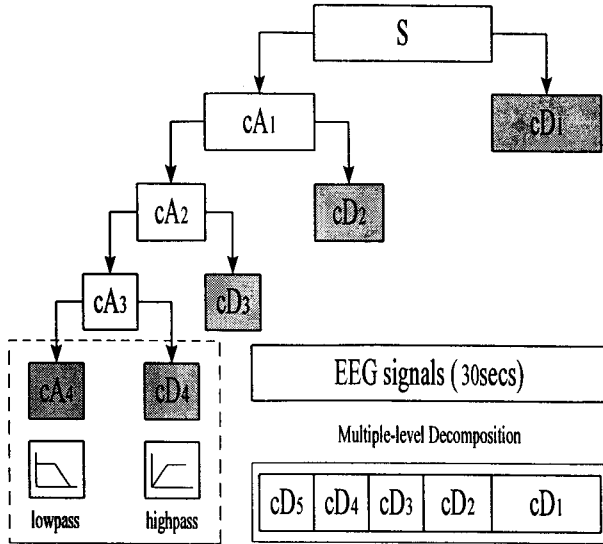 S
cA1
cD1
cA2
cD2
cA3
cD3
cA4
cD4
lowpass
highpass
EEG signals (30secs)
Multiple-level Decomposition
cD5 cD4 cD3 cD2 cD1